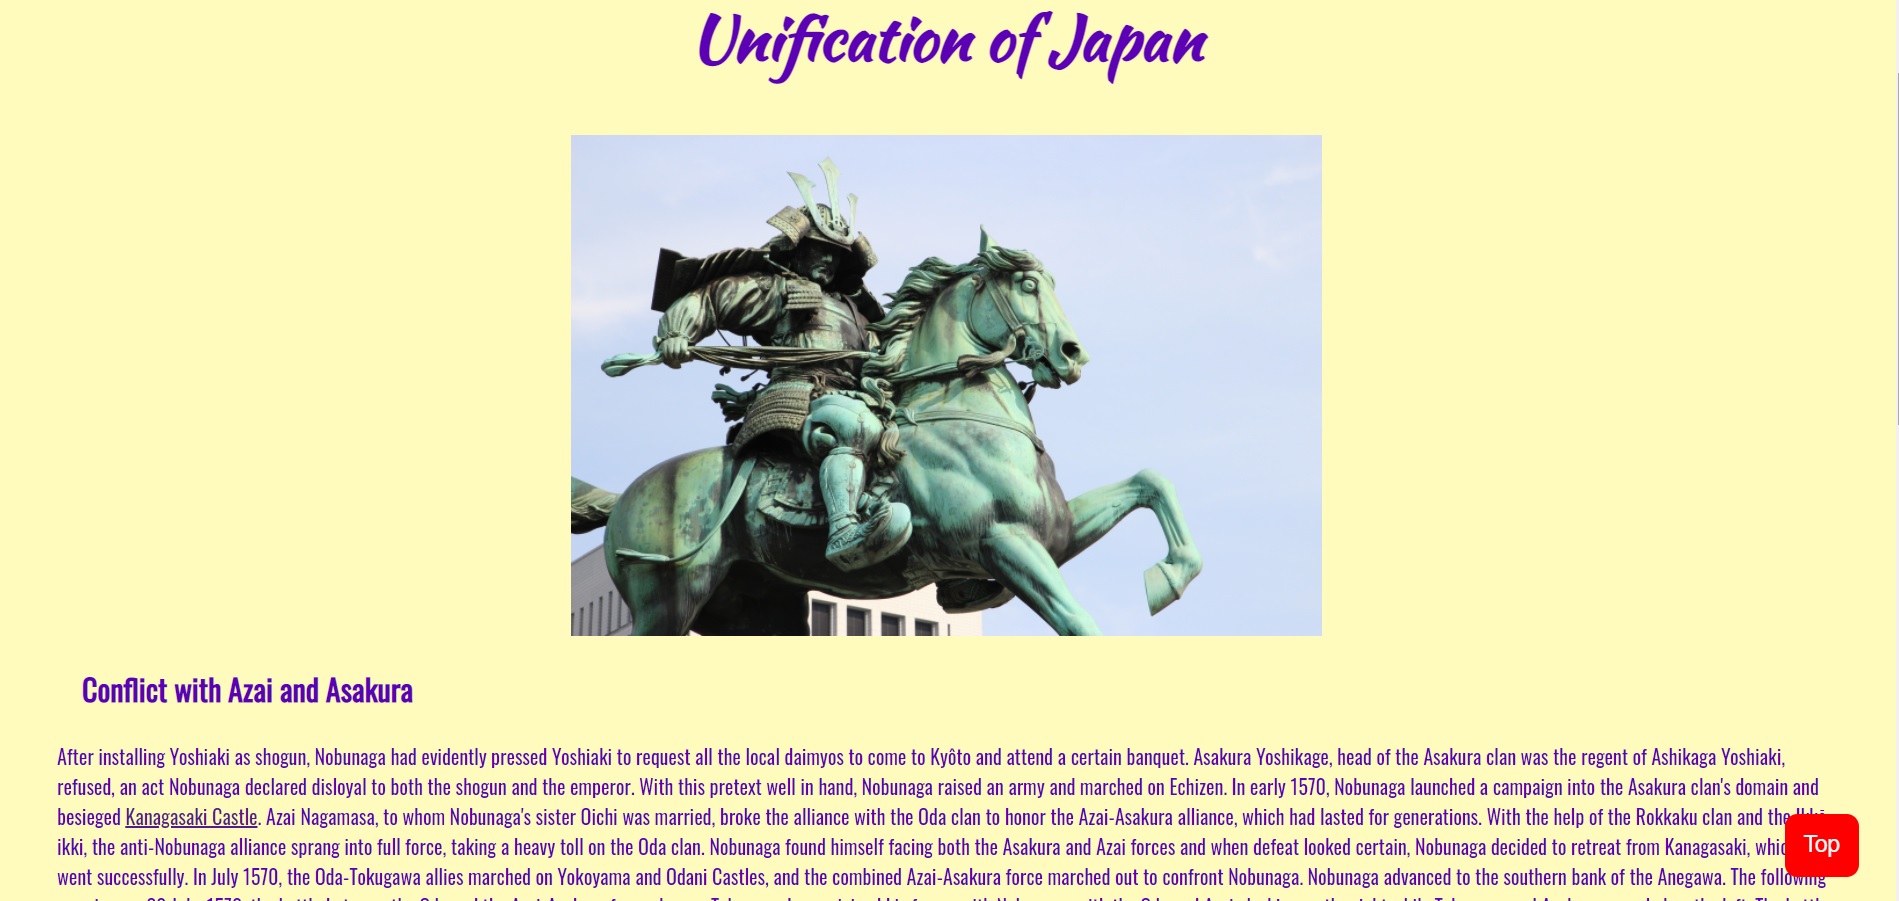 Unification of Japan
Conflict with Azai and Asakura
After installing Yoshiaki as shogun, Nobunaga had evidently pressed Yoshiaki to request all the local daimyos to come to Kyôto and attend a certain banquet. Asakura Yoshikage, head of the Asakura clan was the regent of Ashikaga Yoshiaki,
refused, an act Nobunaga declared disloyal to both the shogun and the emperor. With this pretext well in hand, Nobunaga raised an army and marched on Echizen. In early 1570, Nobunaga launched a campaign into the Asakura clan's domain and
besieged Kanagasaki Castle. Azai Nagamasa, to whom Nobunaga's sister Oichi was married, broke the alliance with the Oda clan to honor the Azai-Asakura alliance, which had lasted for generations. With the help of the Rokkaku clan and the
ikki, the anti-Nobunaga alliance sprang into full force, taking a heavy toll on the Oda clan. Nobunaga found himself facing both the Asakura and Azai forces and when defeat looked certain, Nobunaga decided to retreat from Kanagasaki,
went successfully. In July 1570, the Oda-Tokugawa allies marched on Yokoyama and Odani Castles, and the combined Azai-Asakura force marched out to confront Nobunaga. Nobunaga advanced to the southern bank of the Anegawa. The following
Top